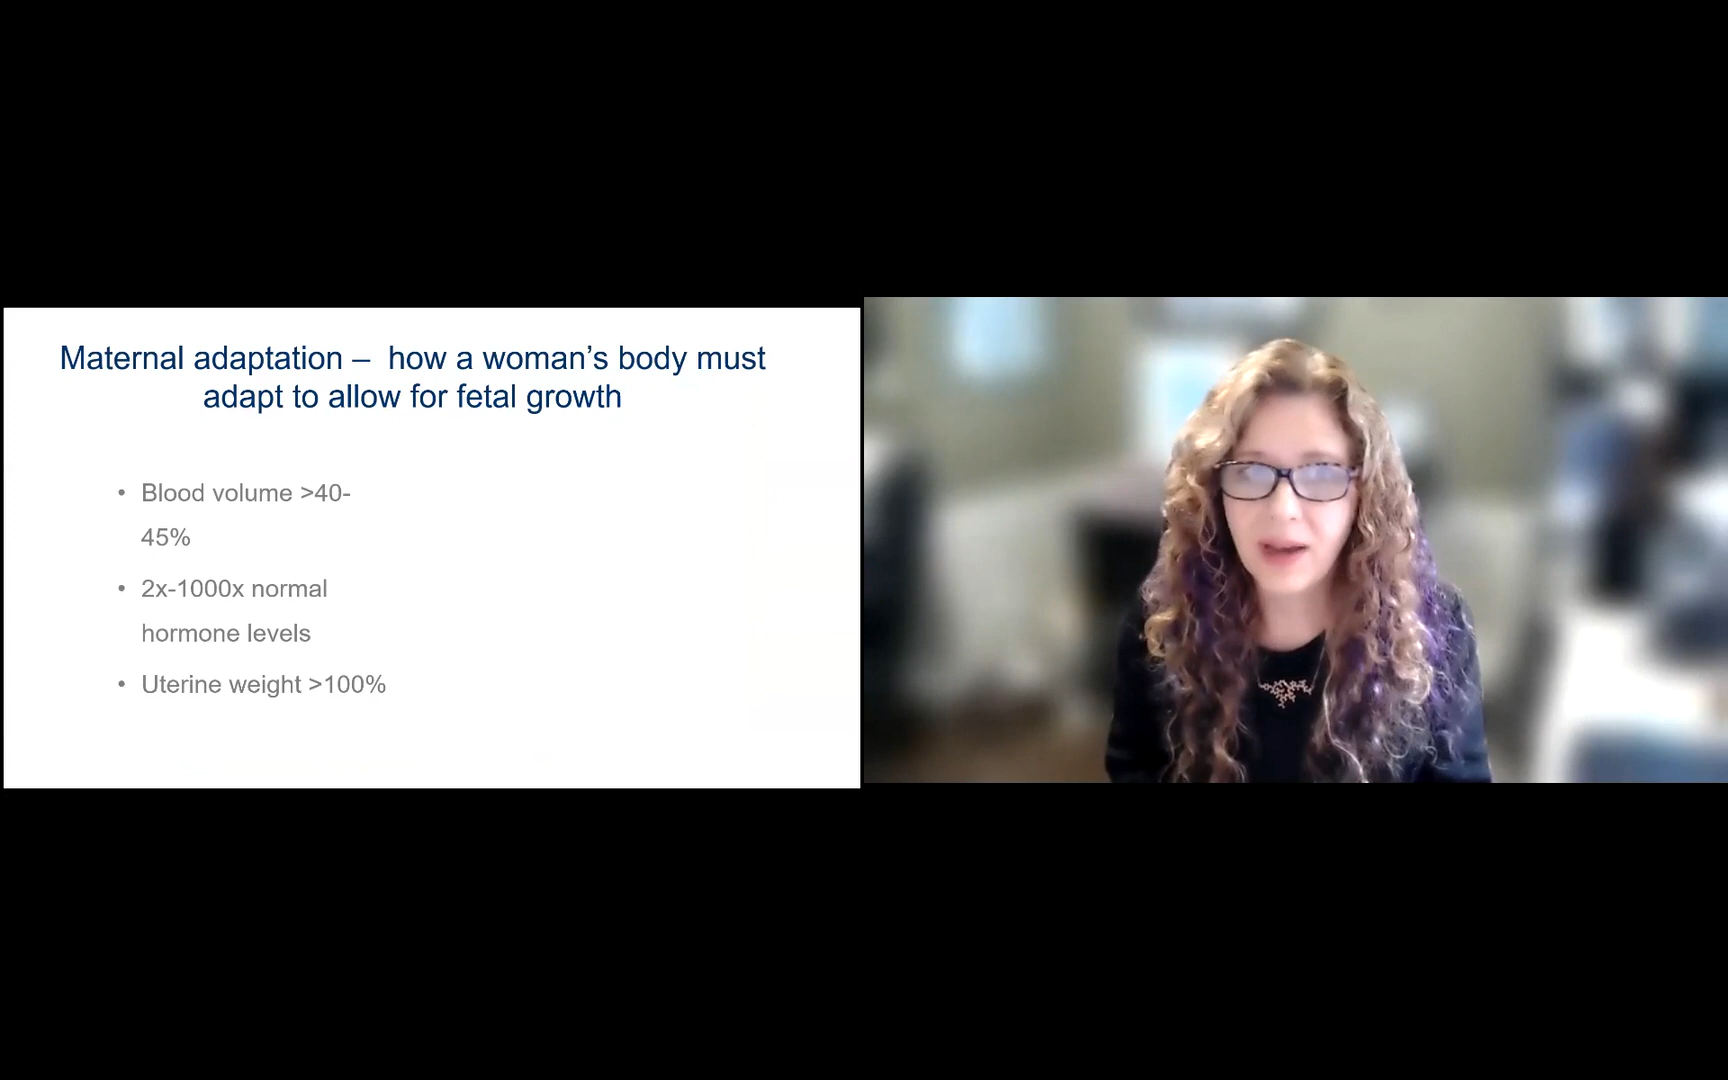 Maternal adaptation –  how a woman’s body must
adapt to allow for fetal growth
• Blood volume >40-
45%
• 2x-1000x normal
hormone levels
• Uterine weight >100%